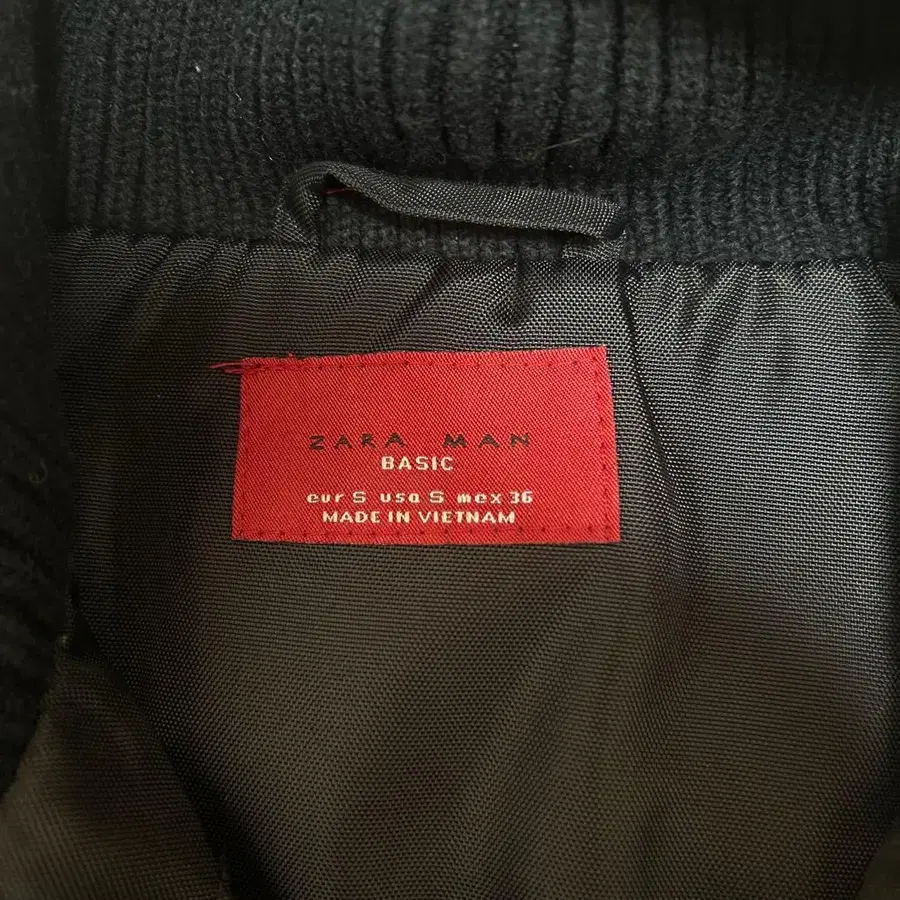 ZARA MAN
BASIC
eur S usa S mex 36
MADE IN VIETNAM